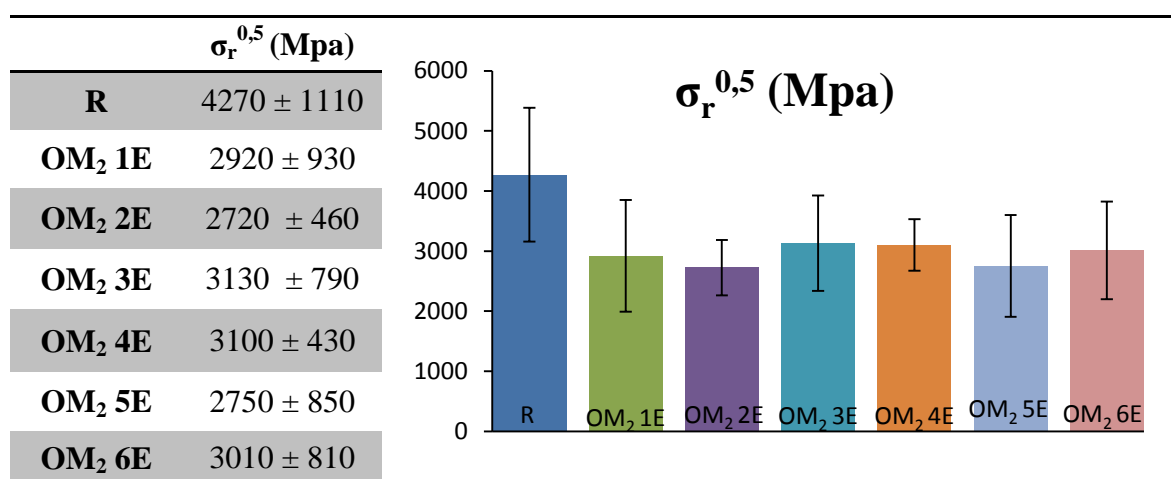 σᵣ⁰,⁵ (Mpa)
R 4270 ± 1110
OM₂ 1E 2920 ± 930
OM₂ 2E 2720 ± 460
OM₂ 3E 3130 ± 790
OM₂ 4E 3100 ± 430
OM₂ 5E 2750 ± 850
OM₂ 6E 3010 ± 810
σᵣ⁰,⁵ (Mpa)
6000
5000
4000
3000
2000
1000
0
R OM₂ 1E OM₂ 2E OM₂ 3E OM₂ 4E OM₂ 5E OM₂ 6E